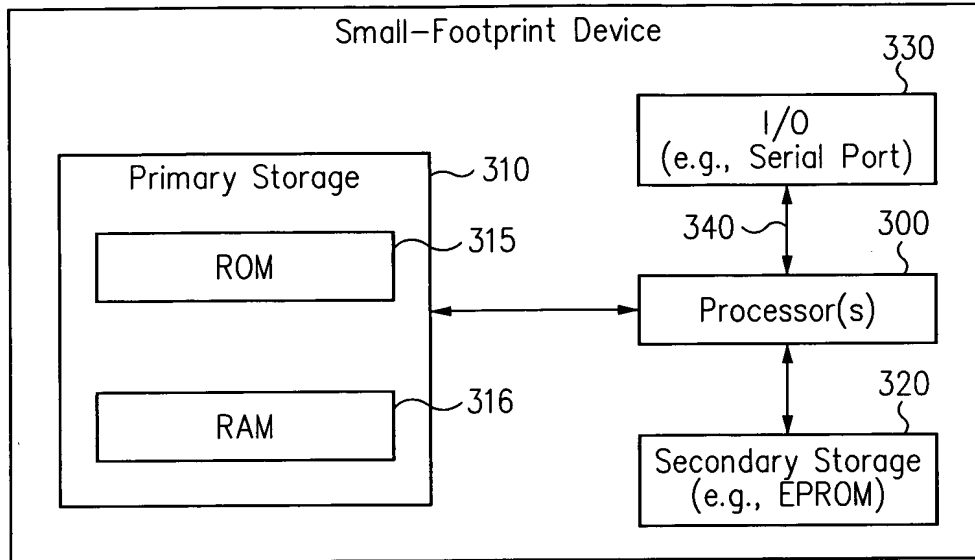 Small-Footprint Device
330
I/O
(e.g., Serial Port)
Primary Storage
310
340
300
315
ROM
Processor(s)
316
RAM
320
Secondary Storage
(e.g., EPROM)